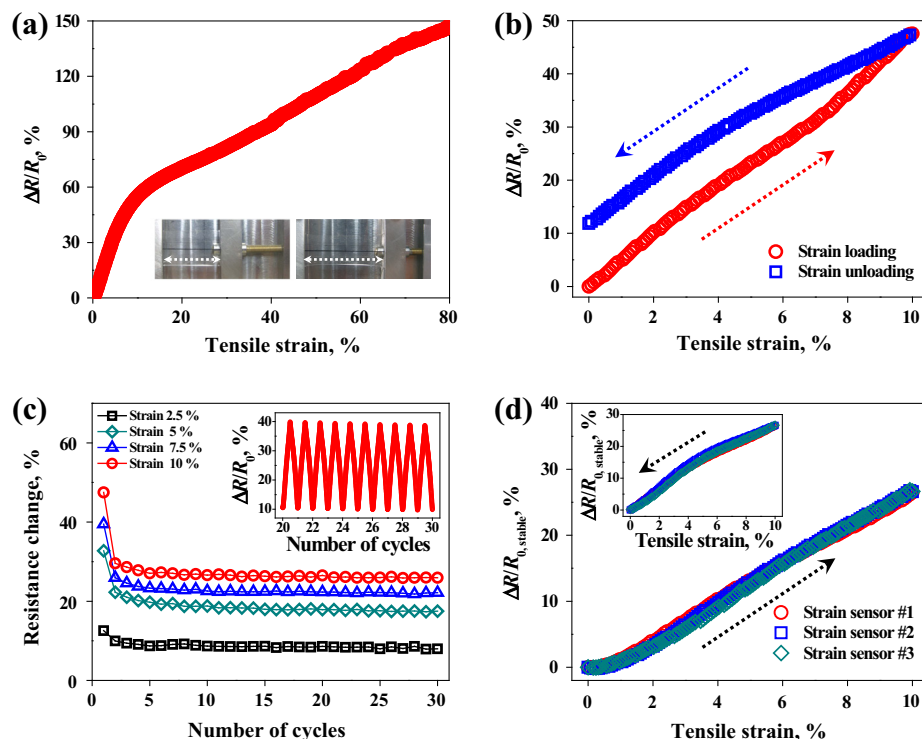 (a)
150
120
90
60
30
0
ΔR/R0, %
0
20
40
60
80
Tensile strain, %
(b)
50
40
30
20
10
0
ΔR/R0, %
Strain loading
Strain unloading
0
2
4
6
8
10
Tensile strain, %
(c)
Strain 2.5 %
Strain 5 %
Strain 7.5 %
Strain 10 %
60
40
20
0
Resistance change, %
ΔR/R0, %
40
30
20
10
20
22
24
26
28
30
Number of cycles
0
5
10
15
20
25
30
Number of cycles
(d)
40
30
20
10
0
ΔR/R0, stable, %
ΔR/R0, stable, %
30
20
10
0
0
2
4
6
8
10
Tensile strain, %
Strain sensor #1
Strain sensor #2
Strain sensor #3
0
2
4
6
8
10
Tensile strain, %